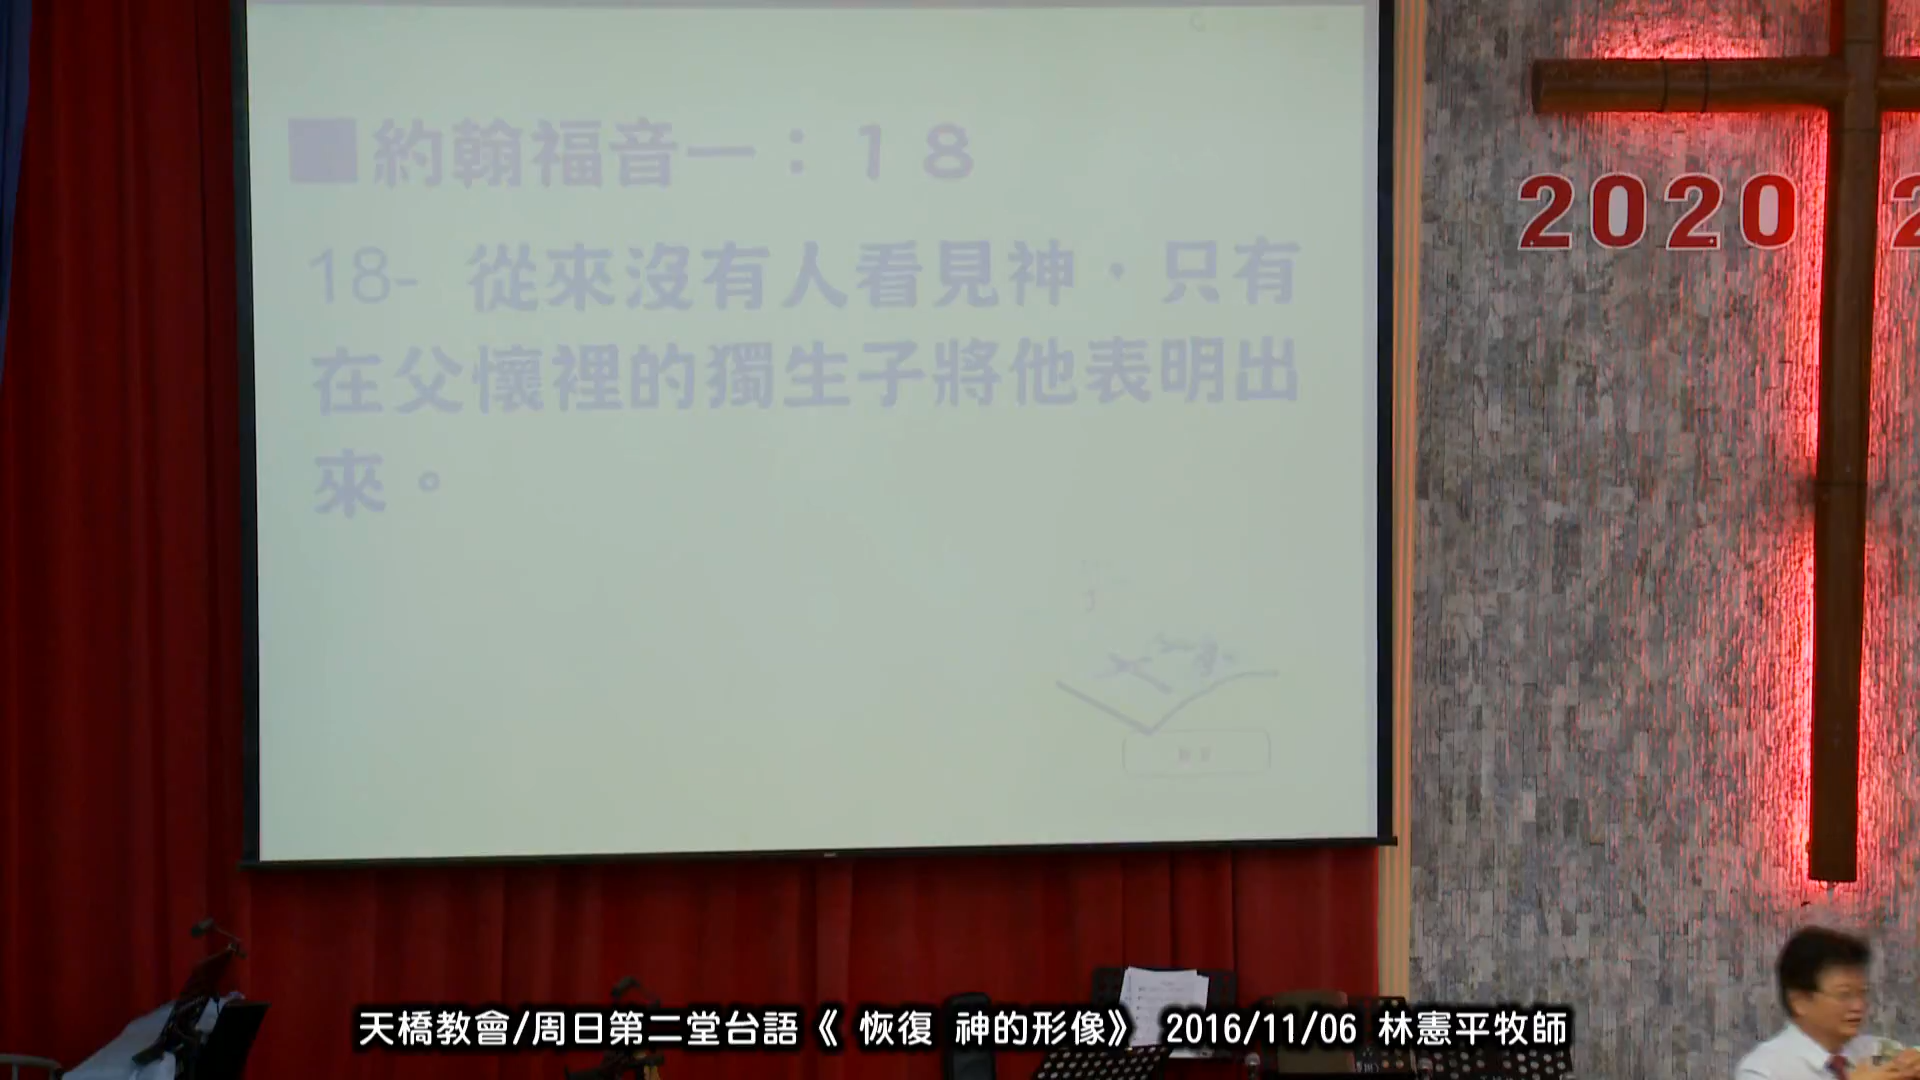 ■約翰福音一：１８
18- 從來沒有人看見神．只有
在父懷裡的獨生子將他表明出
來。
2020 2
天橋教會/周日第二堂台語《 恢復 神的形像》 2016/11/06 林憲平牧師